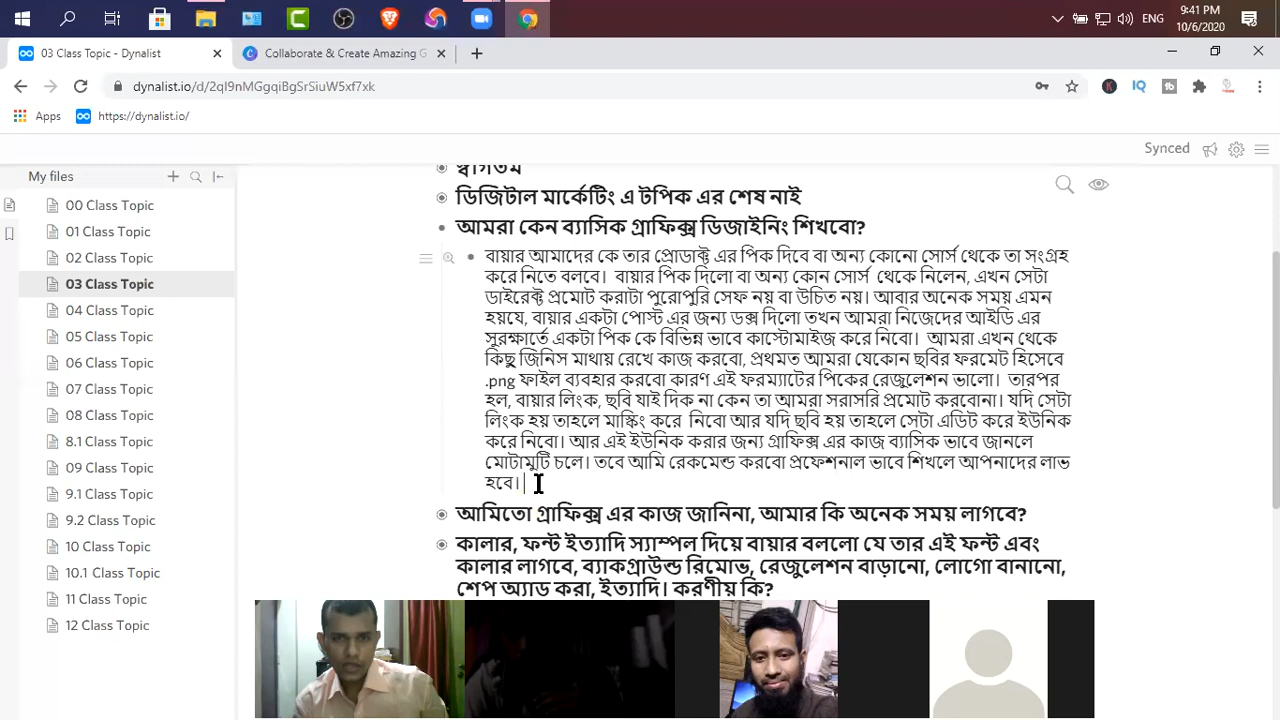 9:41 PM
Eng
10/6/2020
03 Class Topic - Dynalist
Collaborate & Create Amazing G
dynalist.io/d/2qI9nMGgqiBgSrSiuW5xf7xk
Apps
https://dynalist.io/
Synced
My files
00 Class Topic
01 Class Topic
02 Class Topic
03 Class Topic
04 Class Topic
05 Class Topic
06 Class Topic
07 Class Topic
08 Class Topic
8.1 Class Topic
09 Class Topic
9.1 Class Topic
9.2 Class Topic
10 Class Topic
10.1 Class Topic
11 Class Topic
12 Class Topic
স্বাগতম
ডিজিটাল মার্কেটিং এ টপিক এর শেষ নাই
আমরা কেন ব্যাসিক গ্রাফিক্স ডিজাইনিং শিখবো?
বায়ার আমাদের কে তার প্রোডাক্ট এর পিক দিবে বা অন্য কোনো সোর্স থেকে তা সংগ্রহ
করে নিতে বলবে। বায়ার পিক দিলো বা অন্য কোন সোর্স থেকে নিলেন, এখন সেটা
ডাইরেক্ট প্রমোট করাটা পুরোপুরি সেফ নয় বা উচিত নয়। আবার অনেক সময় এমন
হয়যে, বায়ার একটা পোস্ট এর জন্য ডক্স দিলো তখন আমরা নিজেদের আইডি এর
সুরক্ষার্তে একটা পিক কে বিভিন্ন ভাবে কাস্টোমাইজ করে নিবো। আমরা এখন থেকে
কিছু জিনিস মাথায় রেখে কাজ করবো, প্রথমত আমরা যেকোন ছবির ফরমেট হিসেবে
.png ফাইল ব্যবহার করবো কারণ এই ফরম্যাটের পিকের রেজুলেশন ভালো। তারপর
হল, বায়ার লিংক, ছবি যাই দিক না কেন তা আমরা সরাসরি প্রমোট করবোনা। যদি সেটা
লিংক হয় তাহলে মাস্কিং করে নিবো আর যদি ছবি হয় তাহলে সেটা এডিট করে ইউনিক
করে নিবো। আর এই ইউনিক করার জন্য গ্রাফিক্স এর কাজ ব্যাসিক ভাবে জানলে
মোটামুটি চলে। তবে আমি রেকমেন্ড করবো প্রফেশনাল ভাবে শিখলে আপনাদের লাভ
হবে।
আমিতো গ্রাফিক্স এর কাজ জানিনা, আমার কি অনেক সময় লাগবে?
কালার, ফন্ট ইত্যাদি স্যাম্পল দিয়ে বায়ার বললো যে তার এই ফন্ট এবং
কালার লাগবে, ব্যাকগ্রাউন্ড রিমোভ, রেজুলেশন বাড়ানো, লোগো বানানো,
শেপ অ্যাড করা, ইত্যাদি। করণীয় কি?